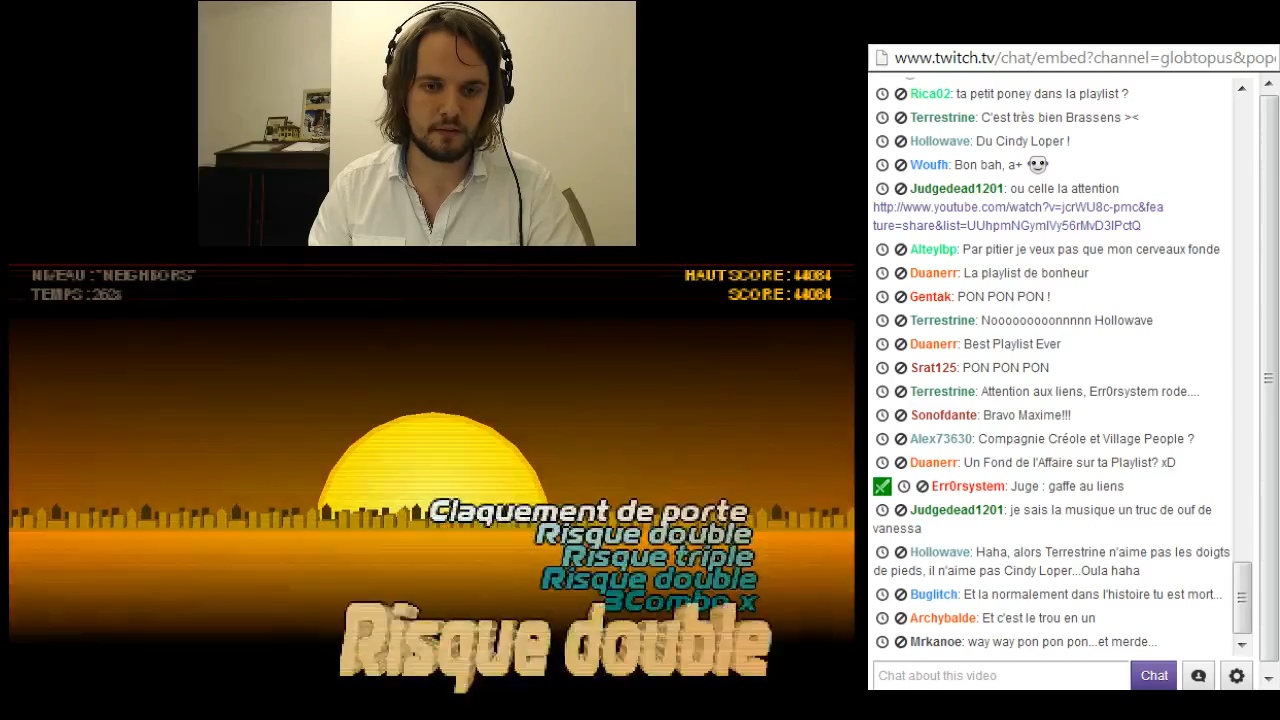 www.twitch.tv/chat/embed?channel=globtopus&pop
Rica02: ta petit poney dans la playlist ?
Terrestrine: C'est très bien Brassens ><
Hollowave: Du Cindy Loper !
Woufh: Bon bah, a+
Judgedead1201: ou celle la attention
http://www.youtube.com/watch?v=jcrWU8c-pmc&fea
ture=share&list=UUhpmNGymIVy56rMvD3IPctQ
Alteylbp: Par pitier je veux pas que mon cerveaux fonde
Duanerr: La playlist de bonheur
Gentak: PON PON PON !
Terrestrine: Nooooooooonnnnn Hollowave
Duanerr: Best Playlist Ever
Srat125: PON PON PON
Terrestrine: Attention aux liens, Err0rsystem rode....
Sonofdante: Bravo Maxime!!!
Alex73630: Compagnie Créole et Village People ?
Duanerr: Un Fond de l'Affaire sur ta Playlist? xD
Err0rsystem: Juge : gaffe au liens
Judgedead1201: je sais la musique un truc de ouf de
vanessa
Hollowave: Haha, alors Terrestrine n'aime pas les doigts
de pieds, il n'aime pas Cindy Loper...Oula haha
Buglitch: Et la normalement dans l'histoire tu est mort...
Archybalde: Et c'est le trou en un
Mrkanoe: way way pon pon pon...et merde...
Chat about this video
Chat
NIVEAU : "NEIGHBORS"
TEMPS : 262s
HAUT SCORE : 44084
SCORE : 44084
Claquement de porte
Risque double
Risque triple
Risque double
3Combo x
Risque double